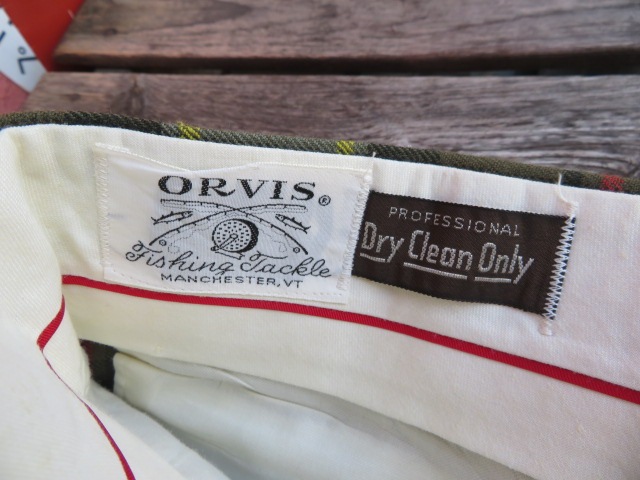 ORVIS®
Fishing Tackle
MANCHESTER, VT
PROFESSIONAL
Dry Clean Only